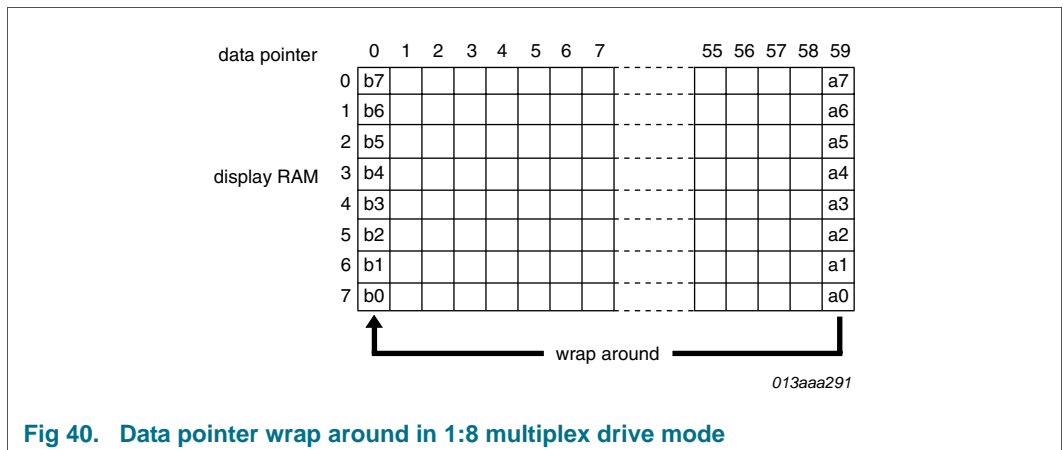 data pointer 0 1 2 3 4 5 6 7 55 56 57 58 59
0 b7 a7
1 b6 a6
2 b5 a5
display RAM 3 b4 a4
4 b3 a3
5 b2 a2
6 b1 a1
7 b0 a0
wrap around
013aaa291
Fig 40. Data pointer wrap around in 1:8 multiplex drive mode